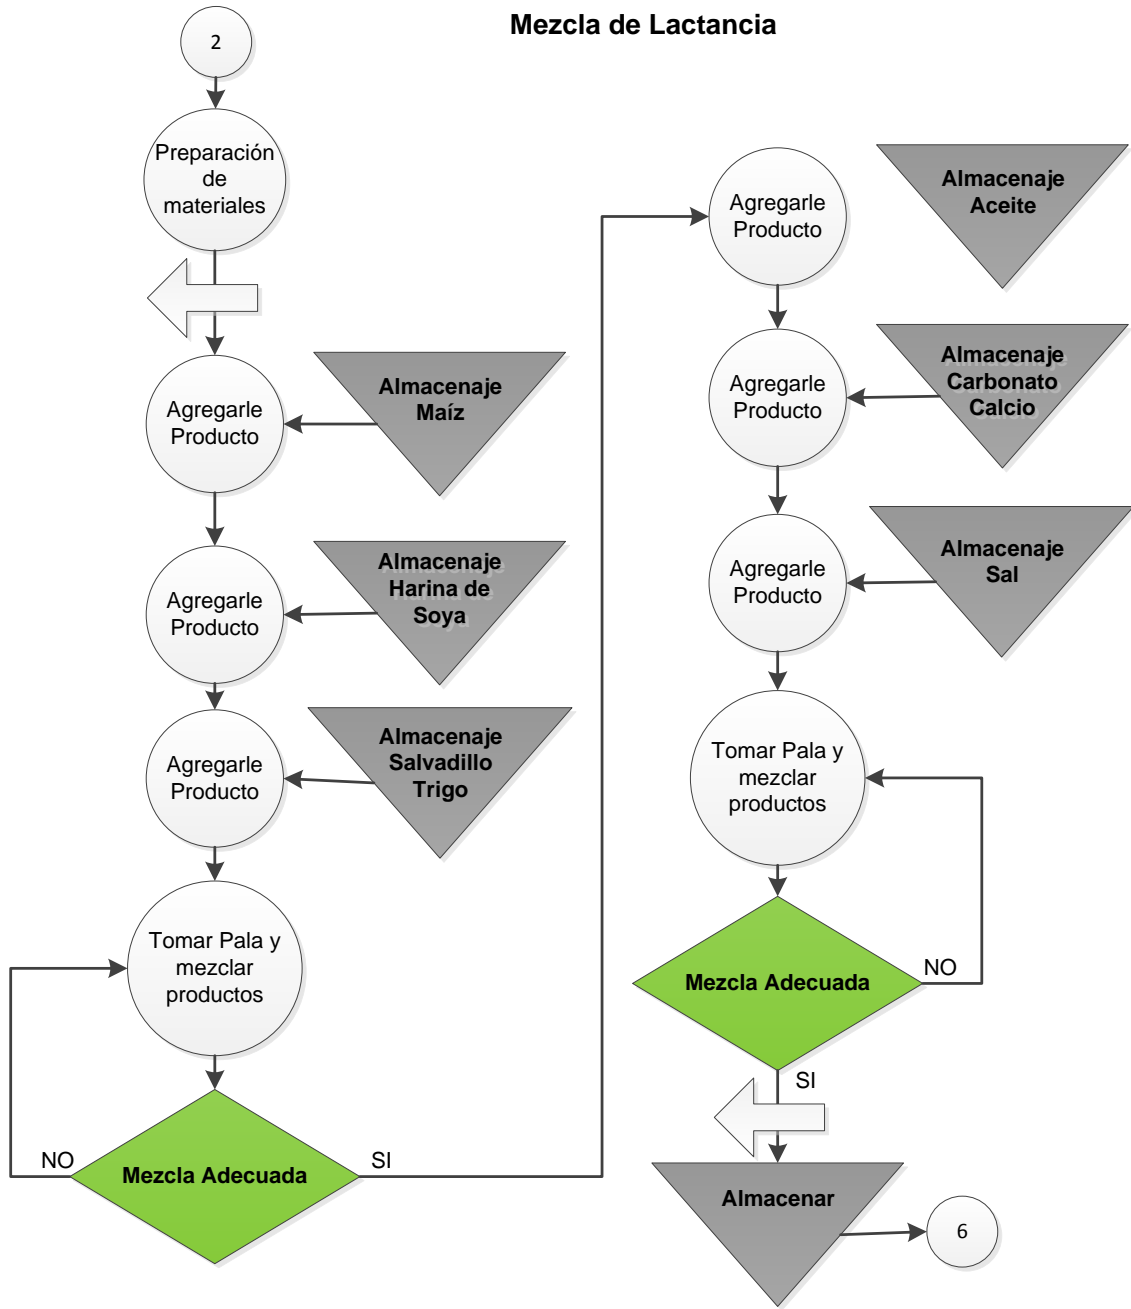 Mezcla de Lactancia
2
Preparación
de
materiales
Agregarle
Producto
Almacenaje
Maíz
Agregarle
Producto
Almacenaje
Harina de
Soya
Agregarle
Producto
Almacenaje
Salvadillo
Trigo
Tomar Pala y
mezclar
productos
NO
Mezcla Adecuada
SI
Agregarle
Producto
Almacenaje
Aceite
Agregarle
Producto
Almacenaje
Carbonato
Calcio
Agregarle
Producto
Almacenaje
Sal
Tomar Pala y
mezclar
productos
Mezcla Adecuada
NO
SI
Almacenar
6